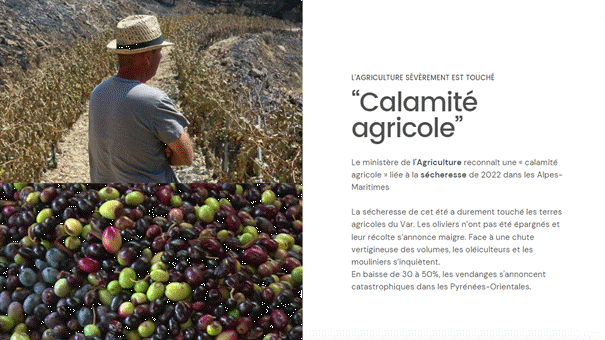 L'AGRICULTURE SÉVÈREMENT EST TOUCHÉ
“Calamité
agricole”
Le ministère de l'Agriculture reconnaît une « calamité
agricole » liée à la sécheresse de 2022 dans les Alpes-
Maritimes
La sécheresse de cet été a durement touché les terres
agricoles du Var. Les oliviers n'ont pas été épargnés et
leur récolte s'annonce maigre. Face à une chute
vertigineuse des volumes, les oléiculteurs et les
mouliniers s'inquiètent.
En baisse de 30 à 50%, les vendanges s'annoncent
catastrophiques dans les Pyrénées-Orientales.